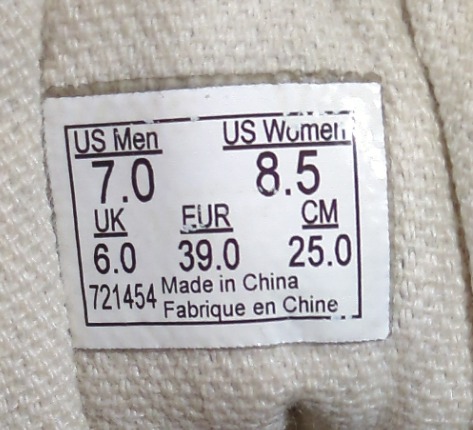 US Men US Women
7.0 8.5
UK EUR CM
6.0 39.0 25.0
721454 Made in China
Fabrique en Chine